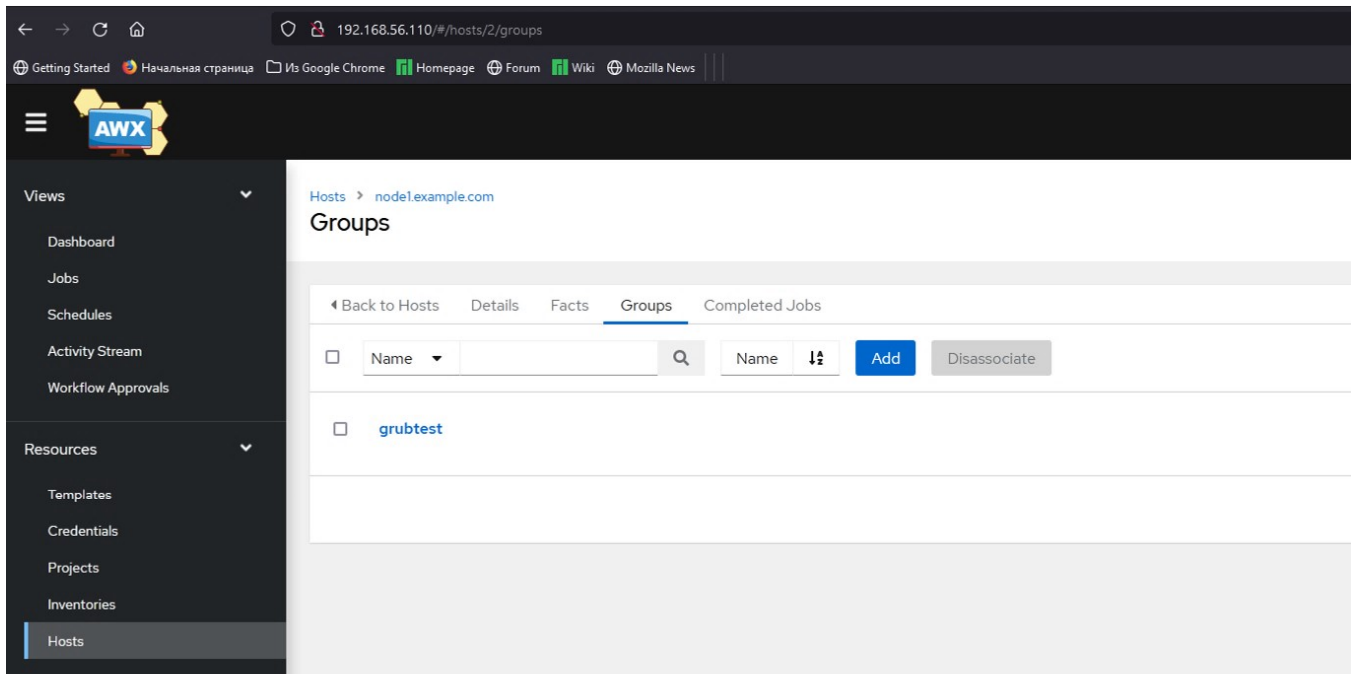 192.168.56.110/#/hosts/2/groups
Getting Started Начальная страница Из Google Chrome Homepage Forum Wiki Mozilla News
AWX
Views
Dashboard
Jobs
Schedules
Activity Stream
Workflow Approvals
Resources
Templates
Credentials
Projects
Inventories
Hosts
Hosts > node1.example.com
Groups
Back to Hosts Details Facts Groups Completed Jobs
Name Name Add Disassociate
grubtest